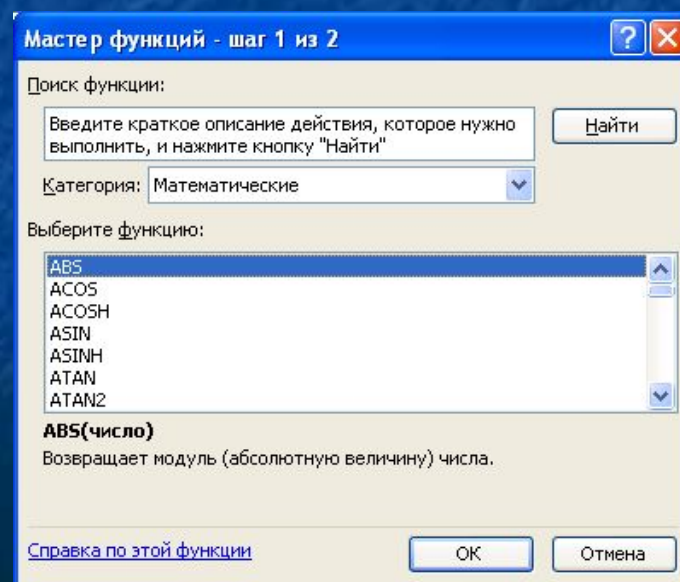 Мастер функций - шаг 1 из 2
Поиск функции:
Введите краткое описание действия, которое нужно
выполнить, и нажмите кнопку "Найти"
Найти
Категория: Математические
Выберите функцию:
ABS
ACOS
ACOSH
ASIN
ASINH
ATAN
ATAN2
ABS(число)
Возвращает модуль (абсолютную величину) числа.
Справка по этой функции
ОК
Отмена